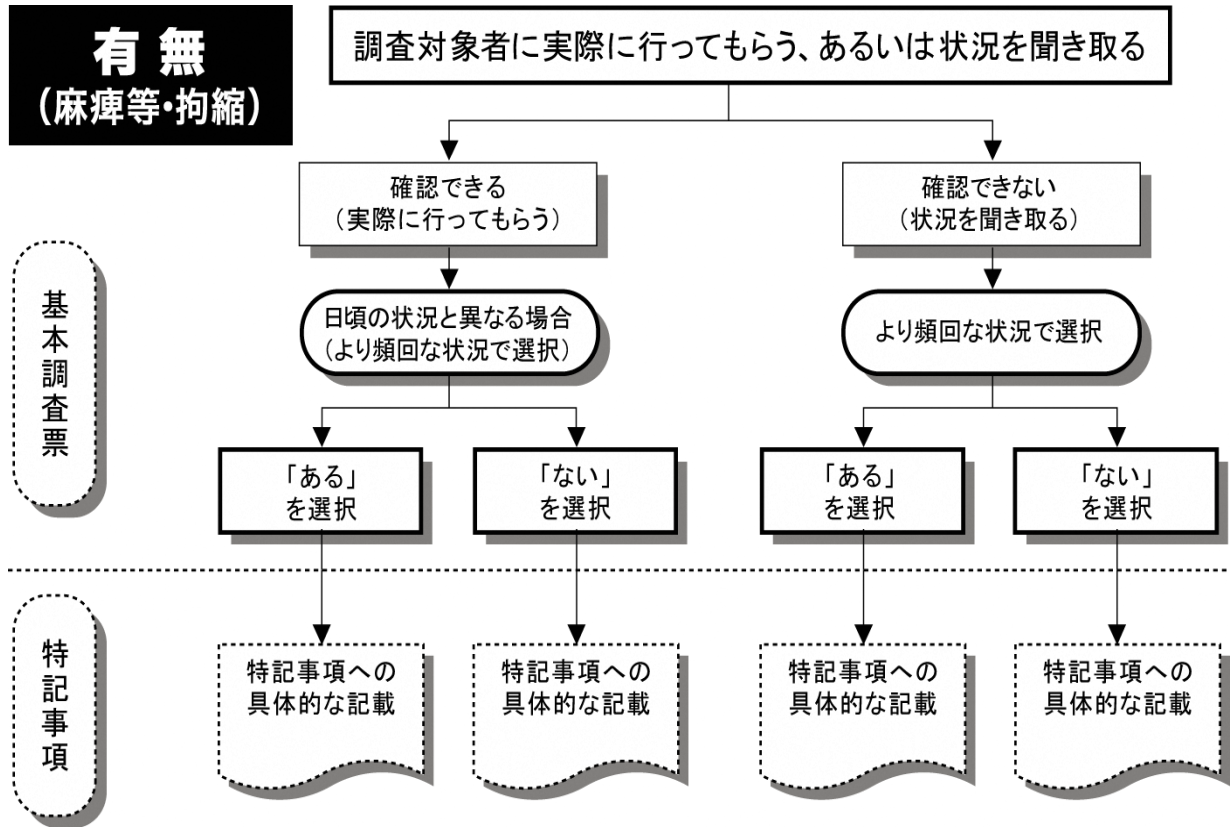 有無
(麻痺等・拘縮)
調査対象者に実際に行ってもらう、あるいは状況を聞き取る
確認できる
(実際に行ってもらう)
確認できない
(状況を聞き取る)
基本調査票
日頃の状況と異なる場合
(より頻回な状況で選択)
より頻回な状況で選択
「ある」
を選択
「ない」
を選択
「ある」
を選択
「ない」
を選択
特記事項
特記事項への
具体的な記載
特記事項への
具体的な記載
特記事項への
具体的な記載
特記事項への
具体的な記載